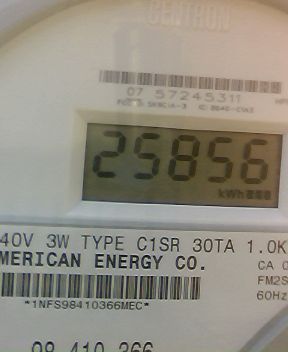 CENTRON
07 57245311
25856
kWh
40V 3W TYPE C1SR 30TA 1.0K
MERICAN ENERGY CO.
CA 0
FM2S
60Hz
*1NFS98410366MEC*
98 410 366